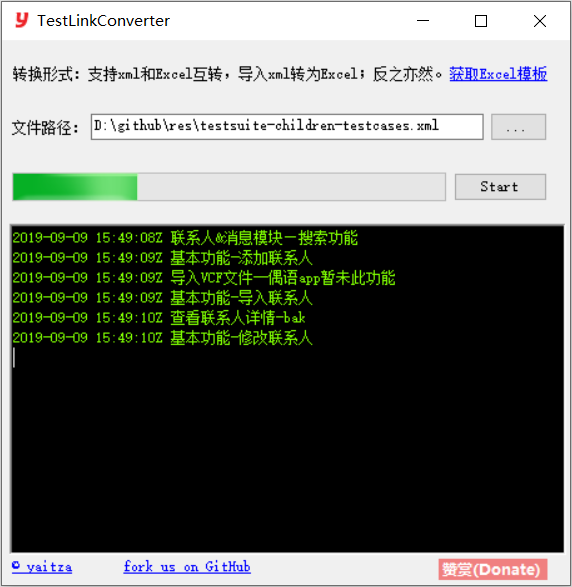 TestLinkConverter
转换形式：支持xml和Excel互转，导入xml转为Excel；反之亦然。 获取Excel模板
文件路径： D:\github\res\testsuite-children-testcases.xml ...
Start
2019-09-09 15:49:08Z 联系人&消息模块—搜索功能
2019-09-09 15:49:09Z 基本功能-添加联系人
2019-09-09 15:49:09Z 导入VCF文件—偶语app暂未此功能
2019-09-09 15:49:09Z 基本功能-导入联系人
2019-09-09 15:49:10Z 查看联系人详情-bak
2019-09-09 15:49:10Z 基本功能-修改联系人
© yaitza fork us on GitHub 赞赏(Donate)